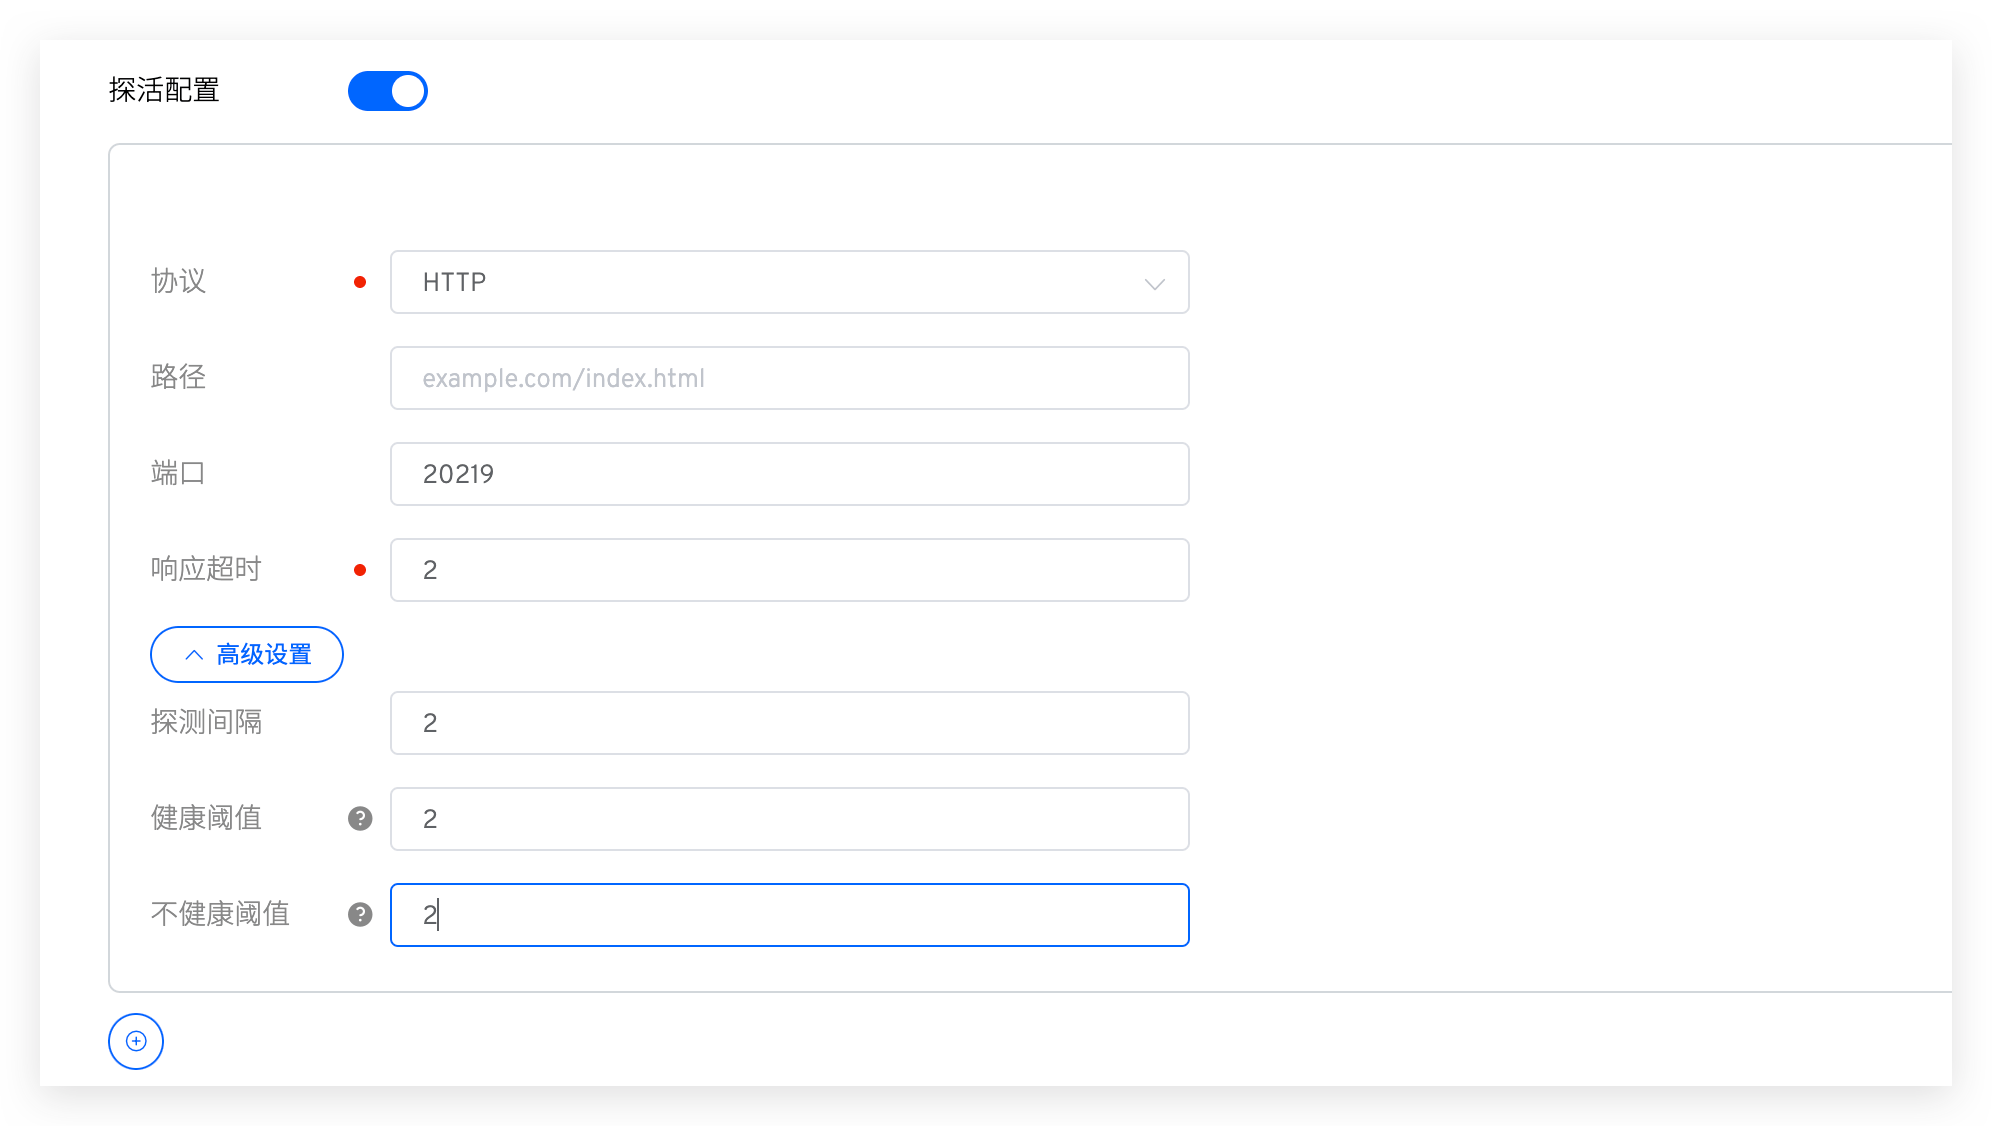 探活配置
协议 HTTP
路径 example.com/index.html
端口 20219
响应超时 2
高级设置
探测间隔 2
健康阈值 ? 2
不健康阈值 ? 2